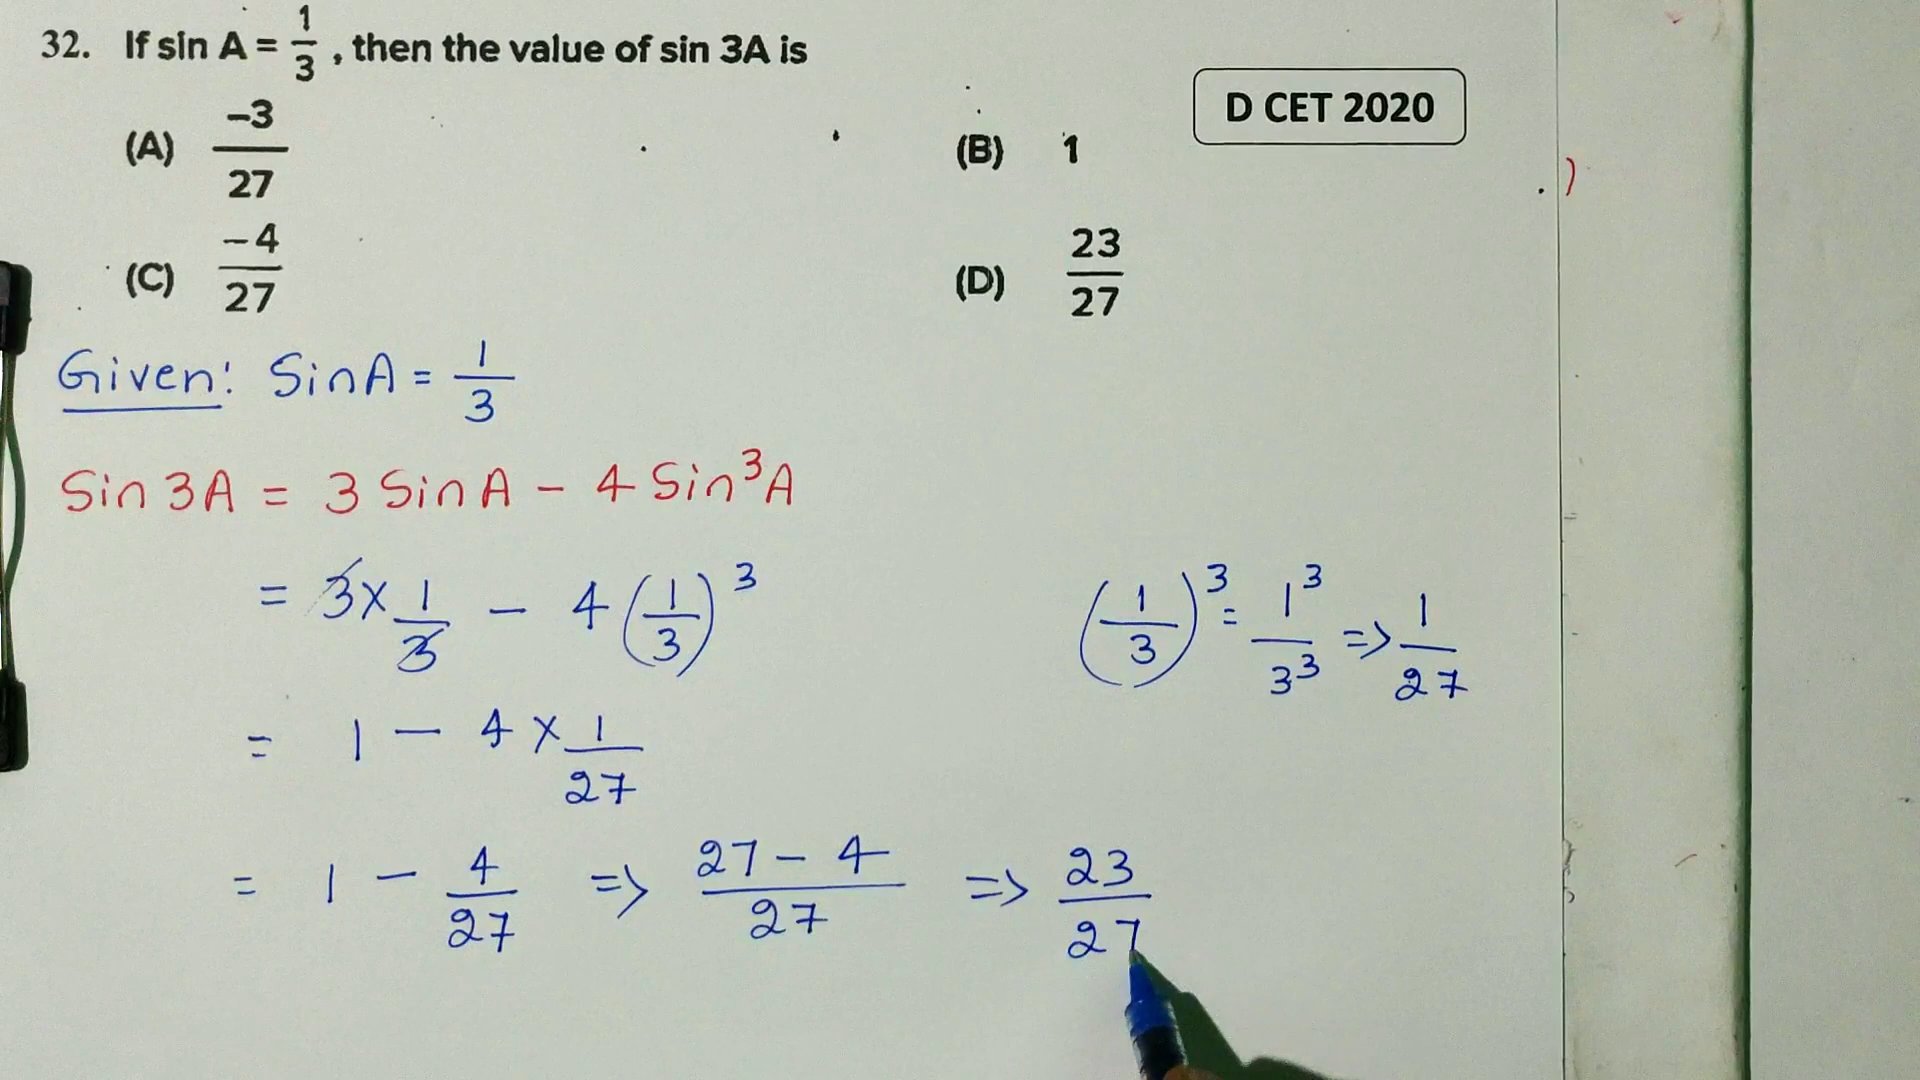 32. If sin A = 1/3 , then the value of sin 3A is
D CET 2020
(A) -3/27 (B) 1
(C) -4/27 (D) 23/27
Given: SinA = 1/3
Sin 3A = 3 Sin A - 4 Sin³A
= 3 × 1/3 - 4 (1/3)³ (1/3)³ = 1³/3³ => 1/27
= 1 - 4 × 1/27
= 1 - 4/27 => 27 - 4/27 => 23/27